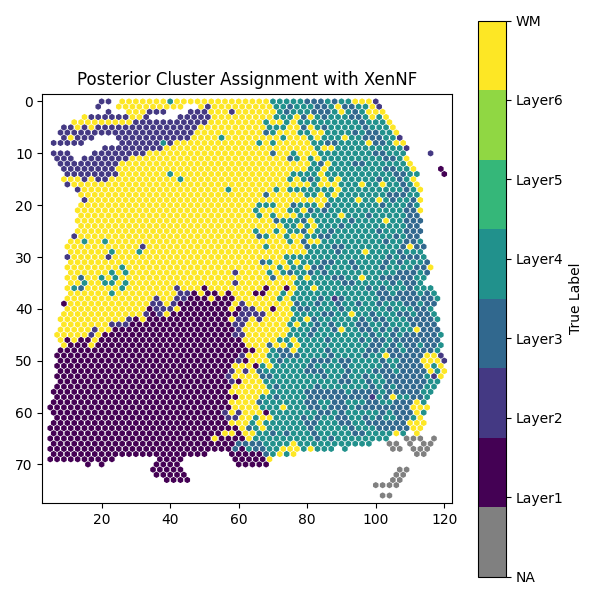 Posterior Cluster Assignment with XenNF
0
10
20
30
40
50
60
70
20
40
60
80
100
120
WM
Layer6
Layer5
Layer4
Layer3
Layer2
Layer1
NA
True Label